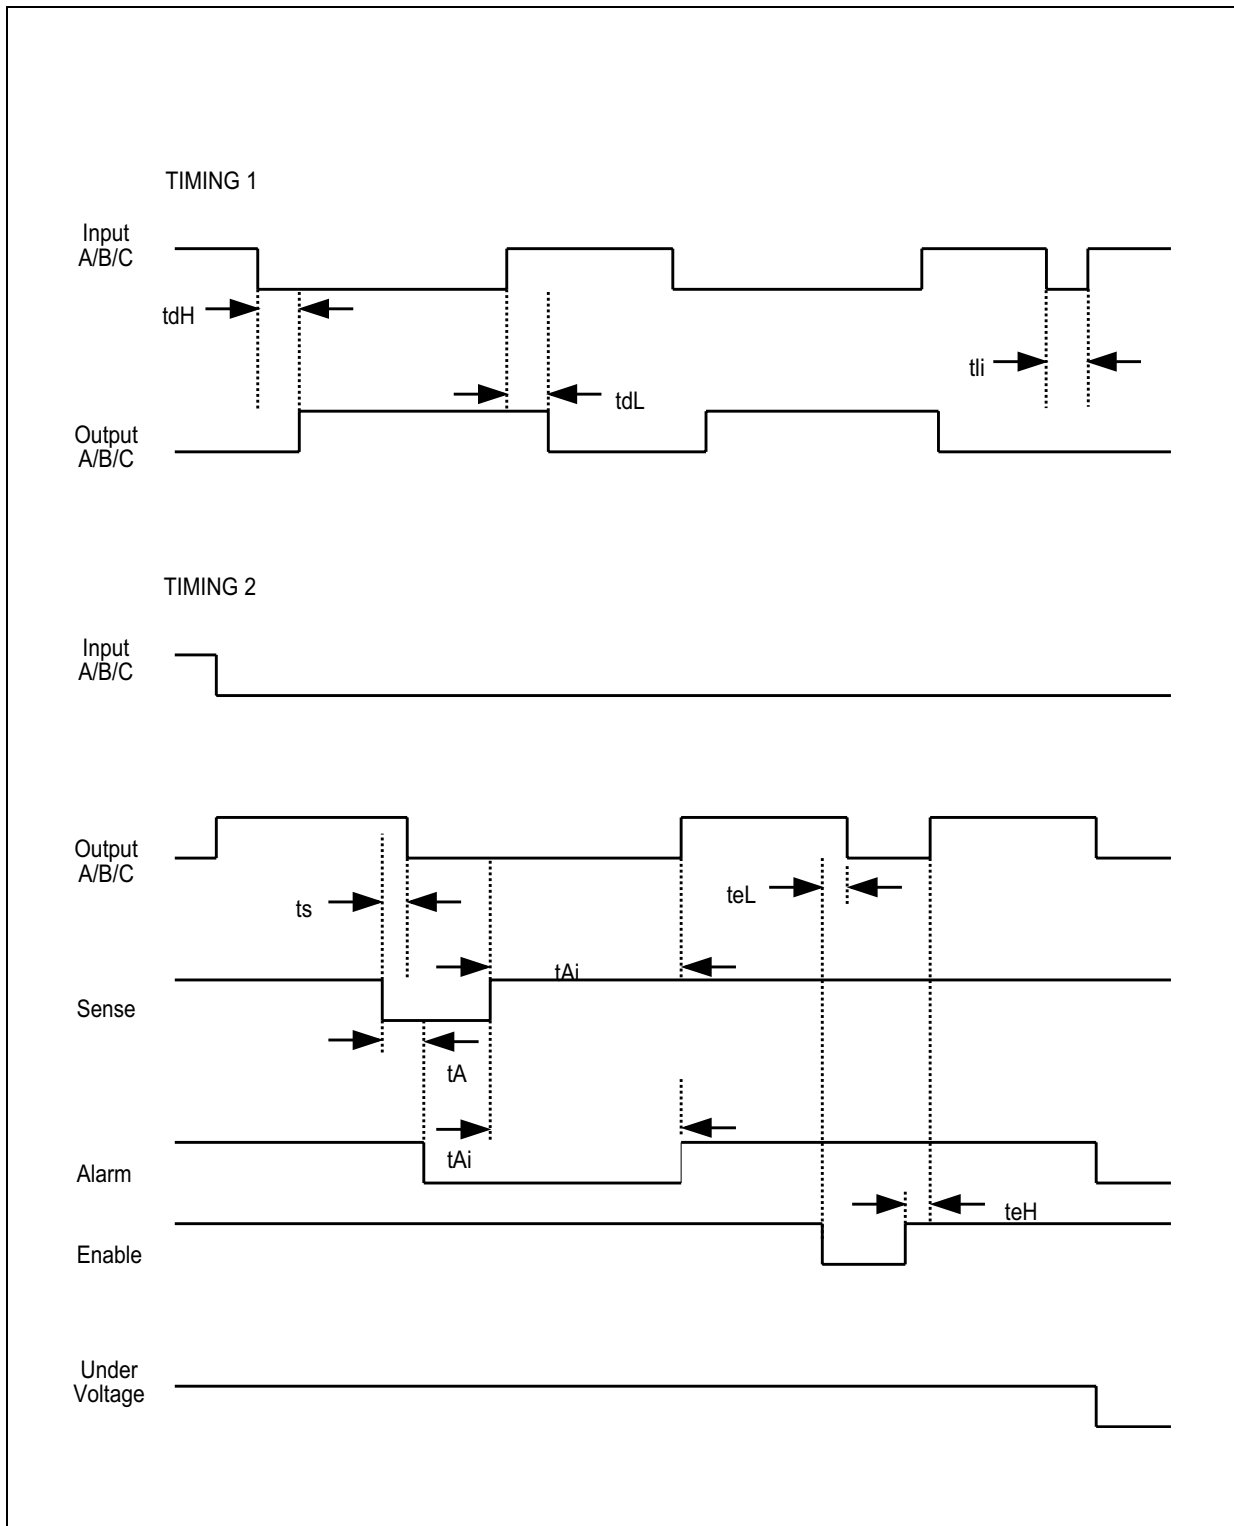 TIMING 1
Input
A/B/C
tdH
tli
tdL
Output
A/B/C
TIMING 2
Input
A/B/C
Output
A/B/C
teL
ts
tAi
Sense
tA
tAi
Alarm
teH
Enable
Under
Voltage